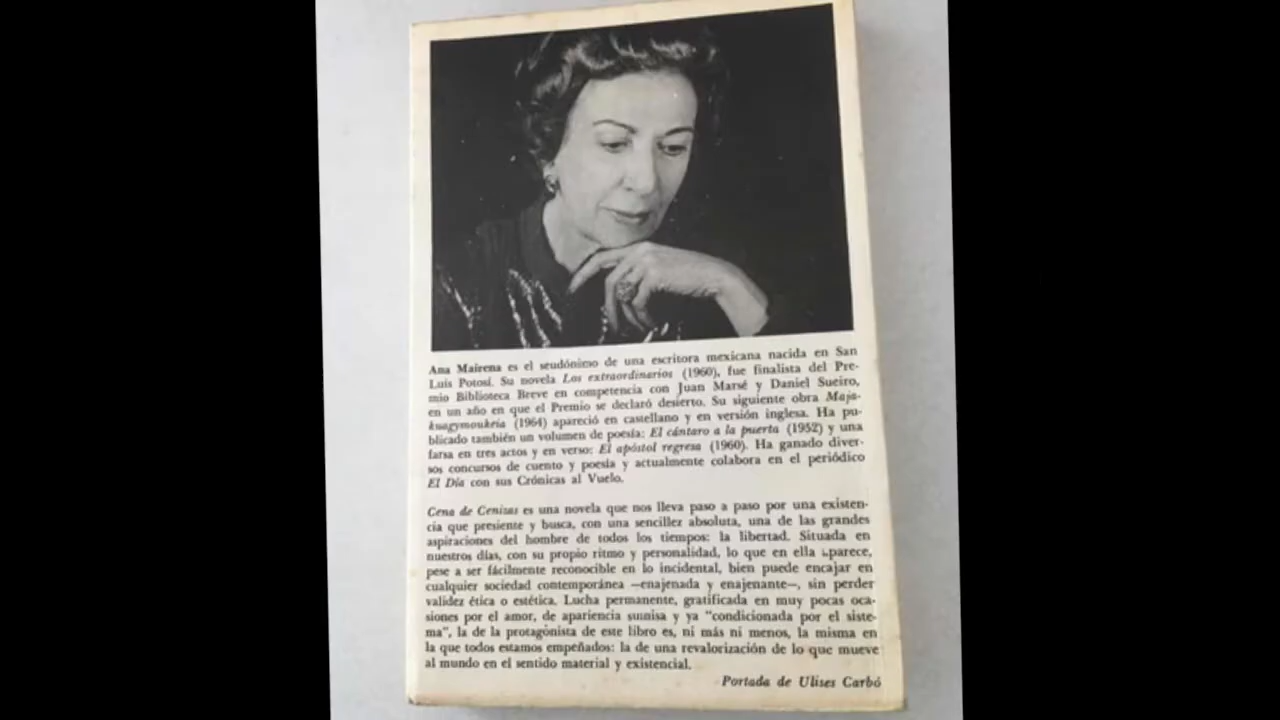 Ana Mairena es el seudónimo de una escritora mexicana nacida en San
Luis Potosí. Su novela Los extraordinarios (1960), fue finalista del Pre-
mio Biblioteca Breve en competencia con Juan Marsé y Daniel Sueiro,
en un año en que el Premio se declaró desierto. Su siguiente obra Maja-
kuagymoukeia (1964) apareció en castellano y en versión inglesa. Ha pu-
blicado también un volumen de poesía: El cántaro a la puerta (1952) y una
farsa en tres actos y en verso: El apóstol regresa (1960). Ha ganado diver-
sos concursos de cuento y poesía y actualmente colabora en el periódico
El Día con sus Crónicas al Vuelo.
Cena de Cenizas es una novela que nos lleva paso a paso por una existen-
cia que presiente y busca, con una sencillez absoluta, una de las grandes
aspiraciones del hombre de todos los tiempos: la libertad. Situada en
nuestros días, con su propio ritmo y personalidad, lo que en ella aparece,
pese a ser fácilmente reconocible en lo incidental, bien puede encajar en
cualquier sociedad contemporánea —enajenada y enajenante—, sin perder
validez ética o estética. Lucha permanente, gratificada en muy pocas oca-
siones por el amor, de apariencia sumisa y ya "condicionada por el siste-
ma", la de la protagonista de este libro es, ni más ni menos, la misma en
la que todos estamos empeñados: la de una revalorización de lo que mueve
al mundo en el sentido material y existencial.
Portada de Ulises Carbó